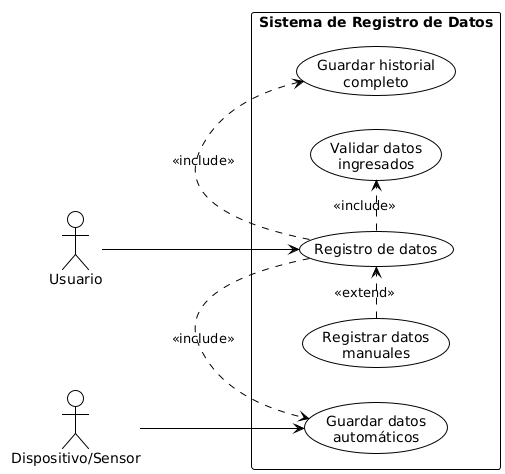 Sistema de Registro de Datos
Guardar historial
completo
«include»
Validar datos
ingresados
«include»
Registro de datos
Usuario
«extend»
Registrar datos
manuales
«include»
Guardar datos
automáticos
Dispositivo/Sensor